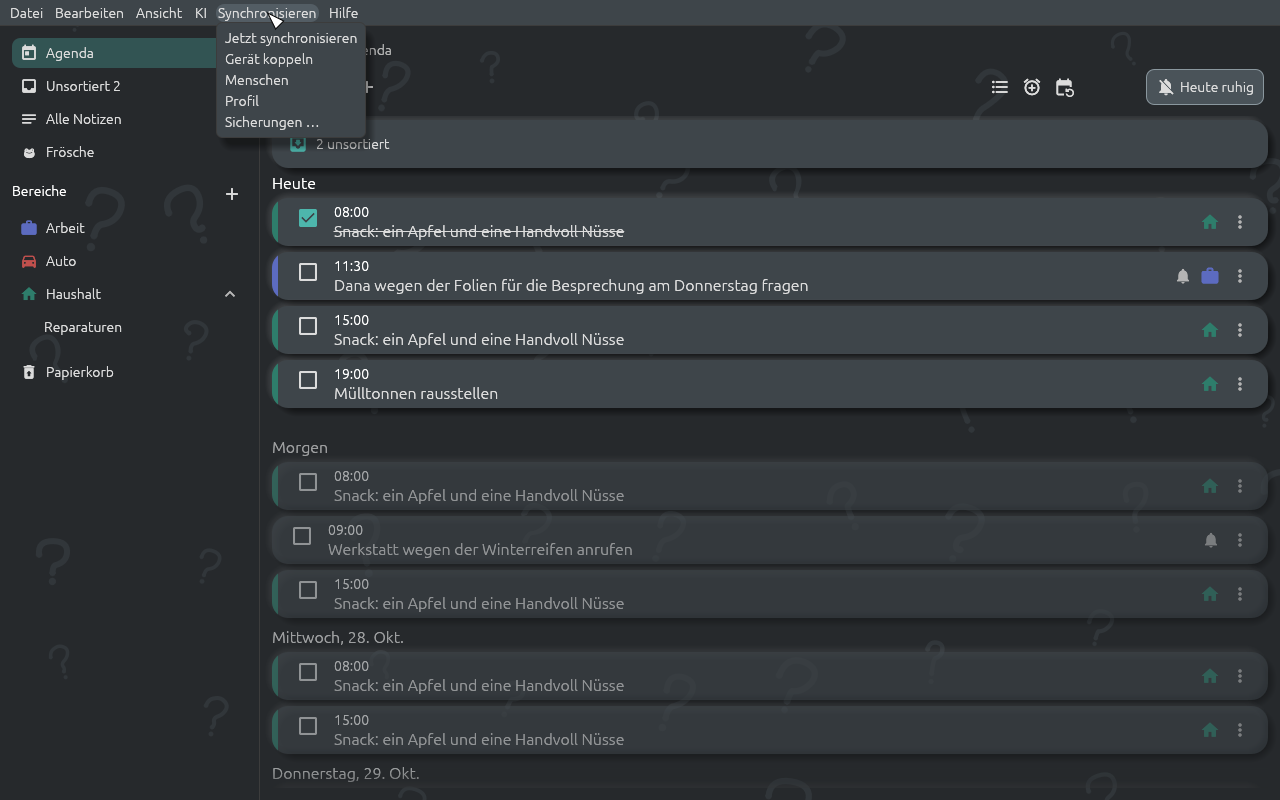 Datei Bearbeiten Ansicht KI Synchronisieren Hilfe
Jetzt synchronisieren
Gerät koppeln
Menschen
Profil
Sicherungen …
Agenda
Unsortiert 2
Alle Notizen
Frösche
Bereiche
Arbeit
Auto
Haushalt
Reparaturen
Papierkorb
Heute ruhig
2 unsortiert
Heute
08:00
Snack: ein Apfel und eine Handvoll Nüsse
11:30
Dana wegen der Folien für die Besprechung am Donnerstag fragen
15:00
Snack: ein Apfel und eine Handvoll Nüsse
19:00
Mülltonnen rausstellen
Morgen
08:00
Snack: ein Apfel und eine Handvoll Nüsse
09:00
Werkstatt wegen der Winterreifen anrufen
15:00
Snack: ein Apfel und eine Handvoll Nüsse
Mittwoch, 28. Okt.
08:00
Snack: ein Apfel und eine Handvoll Nüsse
15:00
Snack: ein Apfel und eine Handvoll Nüsse
Donnerstag, 29. Okt.